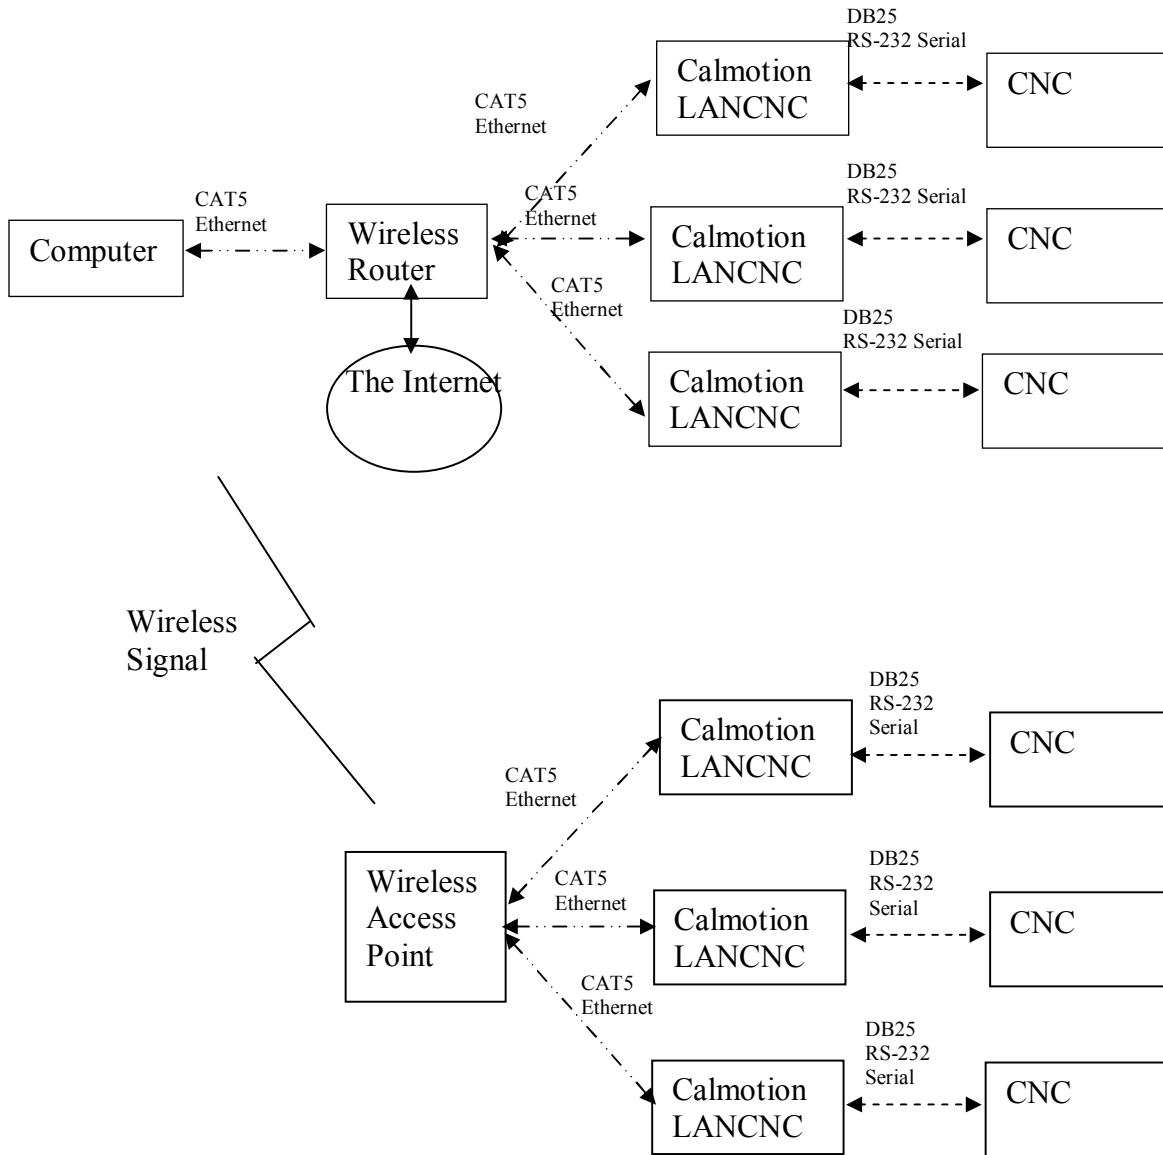 DB25
RS-232 Serial
Calmotion
LANCNC
CNC
CAT5
Ethernet
DB25
RS-232 Serial
CAT5
Ethernet
CAT5
Ethernet
Computer
Wireless
Router
Calmotion
LANCNC
CNC
CAT5
Ethernet
DB25
RS-232 Serial
The Internet
Calmotion
LANCNC
CNC
Wireless
Signal
DB25
RS-232
Serial
Calmotion
LANCNC
CNC
CAT5
Ethernet
Wireless
Access
Point
CAT5
Ethernet
DB25
RS-232
Serial
Calmotion
LANCNC
CNC
CAT5
Ethernet
DB25
RS-232
Serial
Calmotion
LANCNC
CNC